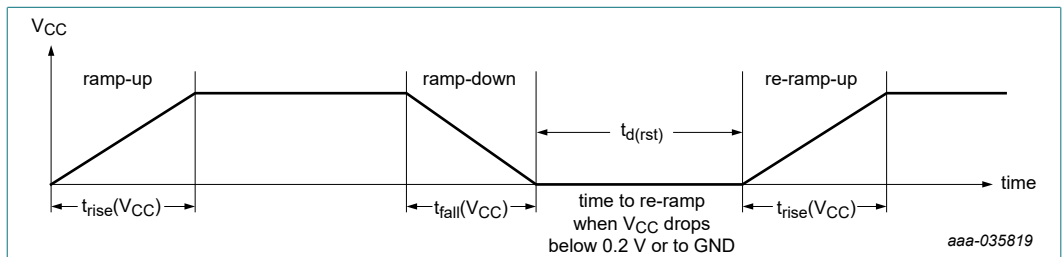 VCC
ramp-up
ramp-down
re-ramp-up
td(rst)
time
trise(VCC)
tfall(VCC)
time to re-ramp
when VCC drops
below 0.2 V or to GND
trise(VCC)
aaa-035819